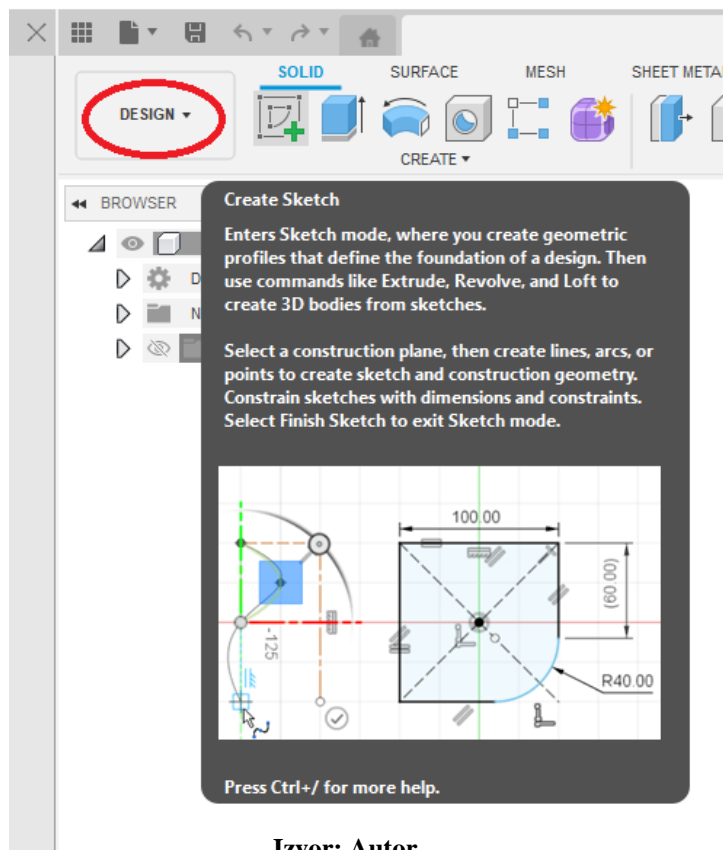 SOLID SURFACE MESH SHEET META
DESIGN
CREATE
BROWSER
D
N
Create Sketch
Enters Sketch mode, where you create geometric
profiles that define the foundation of a design. Then
use commands like Extrude, Revolve, and Loft to
create 3D bodies from sketches.
Select a construction plane, then create lines, arcs, or
points to create sketch and construction geometry.
Constrain sketches with dimensions and constraints.
Select Finish Sketch to exit Sketch mode.
100.00
(60.00)
-125
R40.00
Press Ctrl+/ for more help.
Izvor: Autor